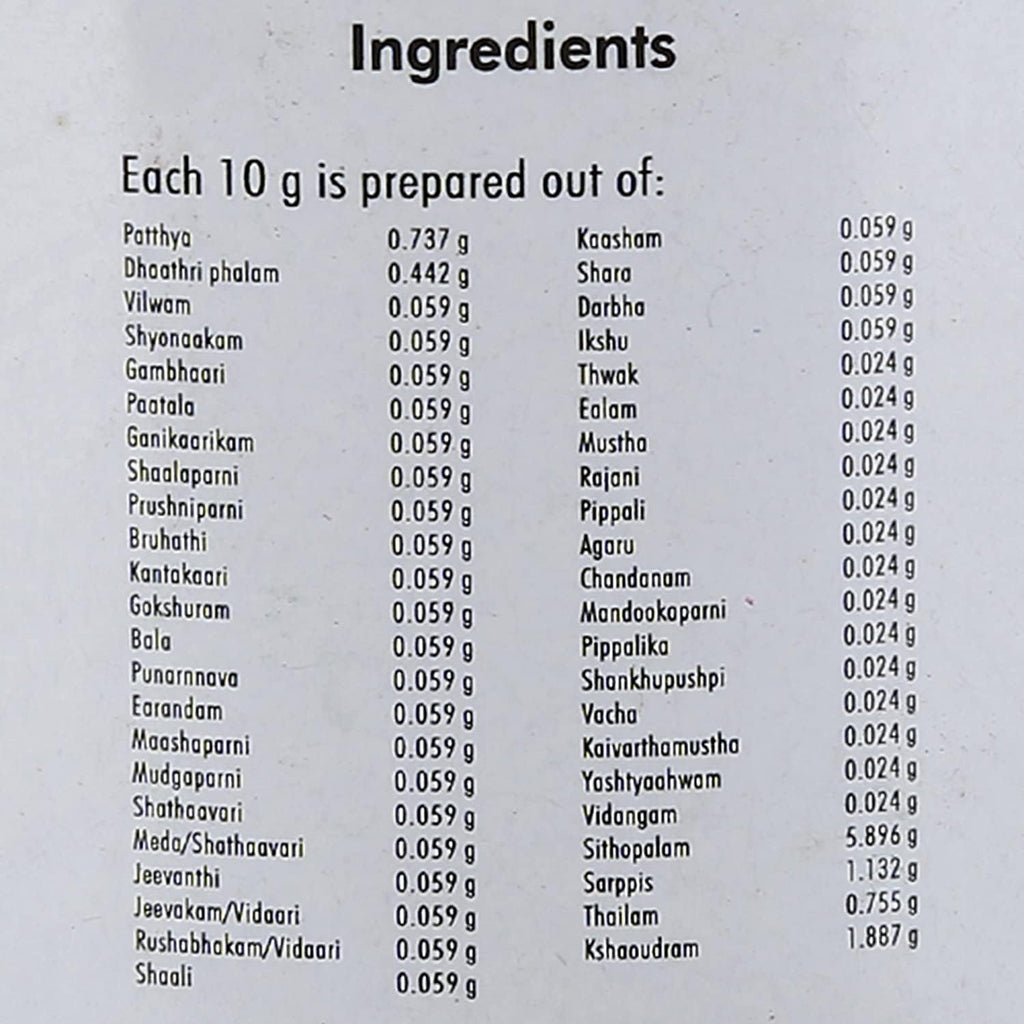 Ingredients
Each 10 g is prepared out of:
Patthya 0.737 g
Dhaathri phalam 0.442 g
Vilwam 0.059 g
Shyonaakam 0.059 g
Gambhaari 0.059 g
Paatala 0.059 g
Ganikaarikam 0.059 g
Shaalaparni 0.059 g
Prushniparni 0.059 g
Bruhathi 0.059 g
Kantakaari 0.059 g
Gokshuram 0.059 g
Bala 0.059 g
Punarnnava 0.059 g
Earandam 0.059 g
Maashaparni 0.059 g
Mudgaparni 0.059 g
Shathaavari 0.059 g
Meda/Shathaavari 0.059 g
Jeevanthi 0.059 g
Jeevakam/Vidaari 0.059 g
Rushabhakam/Vidaari 0.059 g
Shaali 0.059 g
Kaasham 0.059 g
Shara 0.059 g
Darbha 0.059 g
Ikshu 0.059 g
Thwak 0.024 g
Ealam 0.024 g
Mustha 0.024 g
Rajani 0.024 g
Pippali 0.024 g
Agaru 0.024 g
Chandanam 0.024 g
Mandookaparni 0.024 g
Pippalika 0.024 g
Shankhupushpi 0.024 g
Vacha 0.024 g
Kaivarthamustha 0.024 g
Yashtyaahwam 0.024 g
Vidangam 0.024 g
Sithopalam 5.896 g
Sarppis 1.132 g
Thailam 0.755 g
Kshaoudram 1.887 g